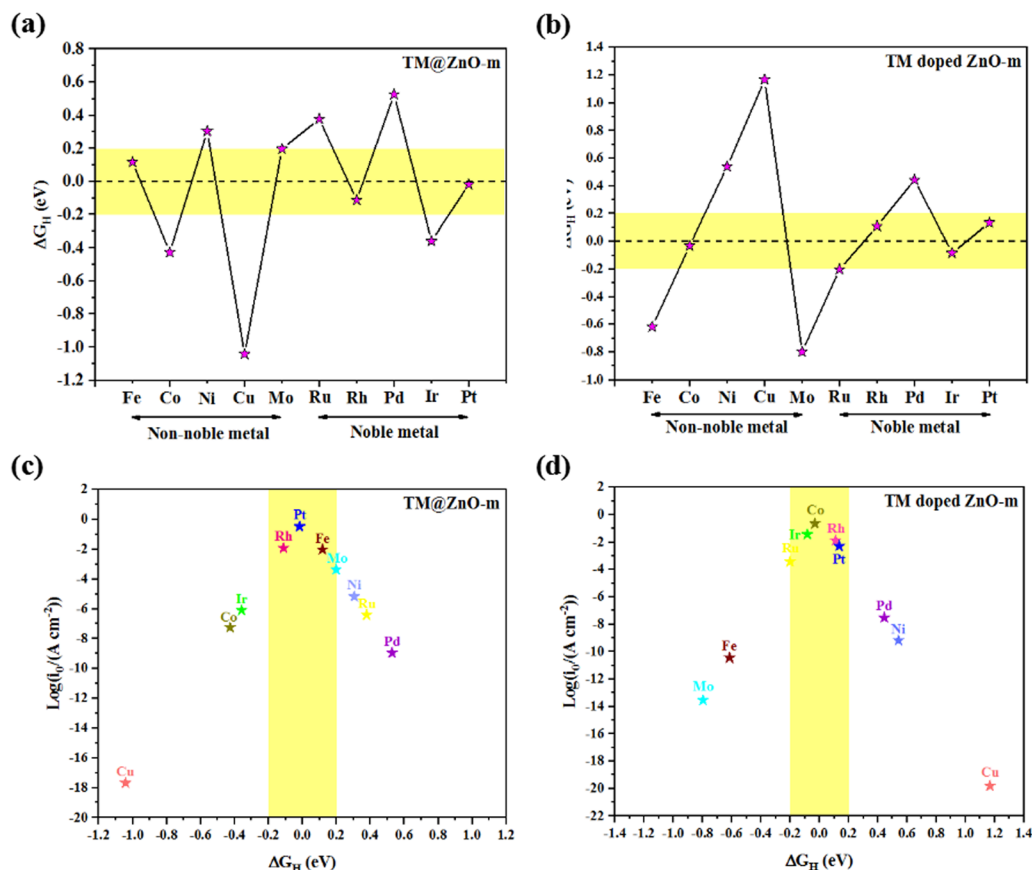 (a)
TM@ZnO-m
0.8
0.6
0.4
0.2
0.0
-0.2
-0.4
-0.6
-0.8
-1.0
-1.2
ΔG_H (eV)
Fe Co Ni Cu Mo Ru Rh Pd Ir Pt
Non-noble metal Noble metal
(b)
TM doped ZnO-m
1.4
1.2
1.0
0.8
0.6
0.4
0.2
0.0
-0.2
-0.4
-0.6
-0.8
-1.0
ΔG_H (eV)
Fe Co Ni Cu Mo Ru Rh Pd Ir Pt
Non-noble metal Noble metal
(c)
TM@ZnO-m
2
0
-2
-4
-6
-8
-10
-12
-14
-16
-18
-20
Log(i₀/(A cm⁻²))
Pt
Rh
Fe
Mo
Ni
Ir
Ru
Co
Pd
Cu
-1.2 -1.0 -0.8 -0.6 -0.4 -0.2 0.0 0.2 0.4 0.6 0.8 1.0 1.2
ΔG_H (eV)
(d)
TM doped ZnO-m
2
0
-2
-4
-6
-8
-10
-12
-14
-16
-18
-20
-22
Log(i₀/(A cm⁻²))
Co
Ir
Rh
Ru
Pt
Pd
Ni
Fe
Mo
Cu
-1.4 -1.2 -1.0 -0.8 -0.6 -0.4 -0.2 0.0 0.2 0.4 0.6 0.8 1.0 1.2 1.4
ΔG_H (eV)